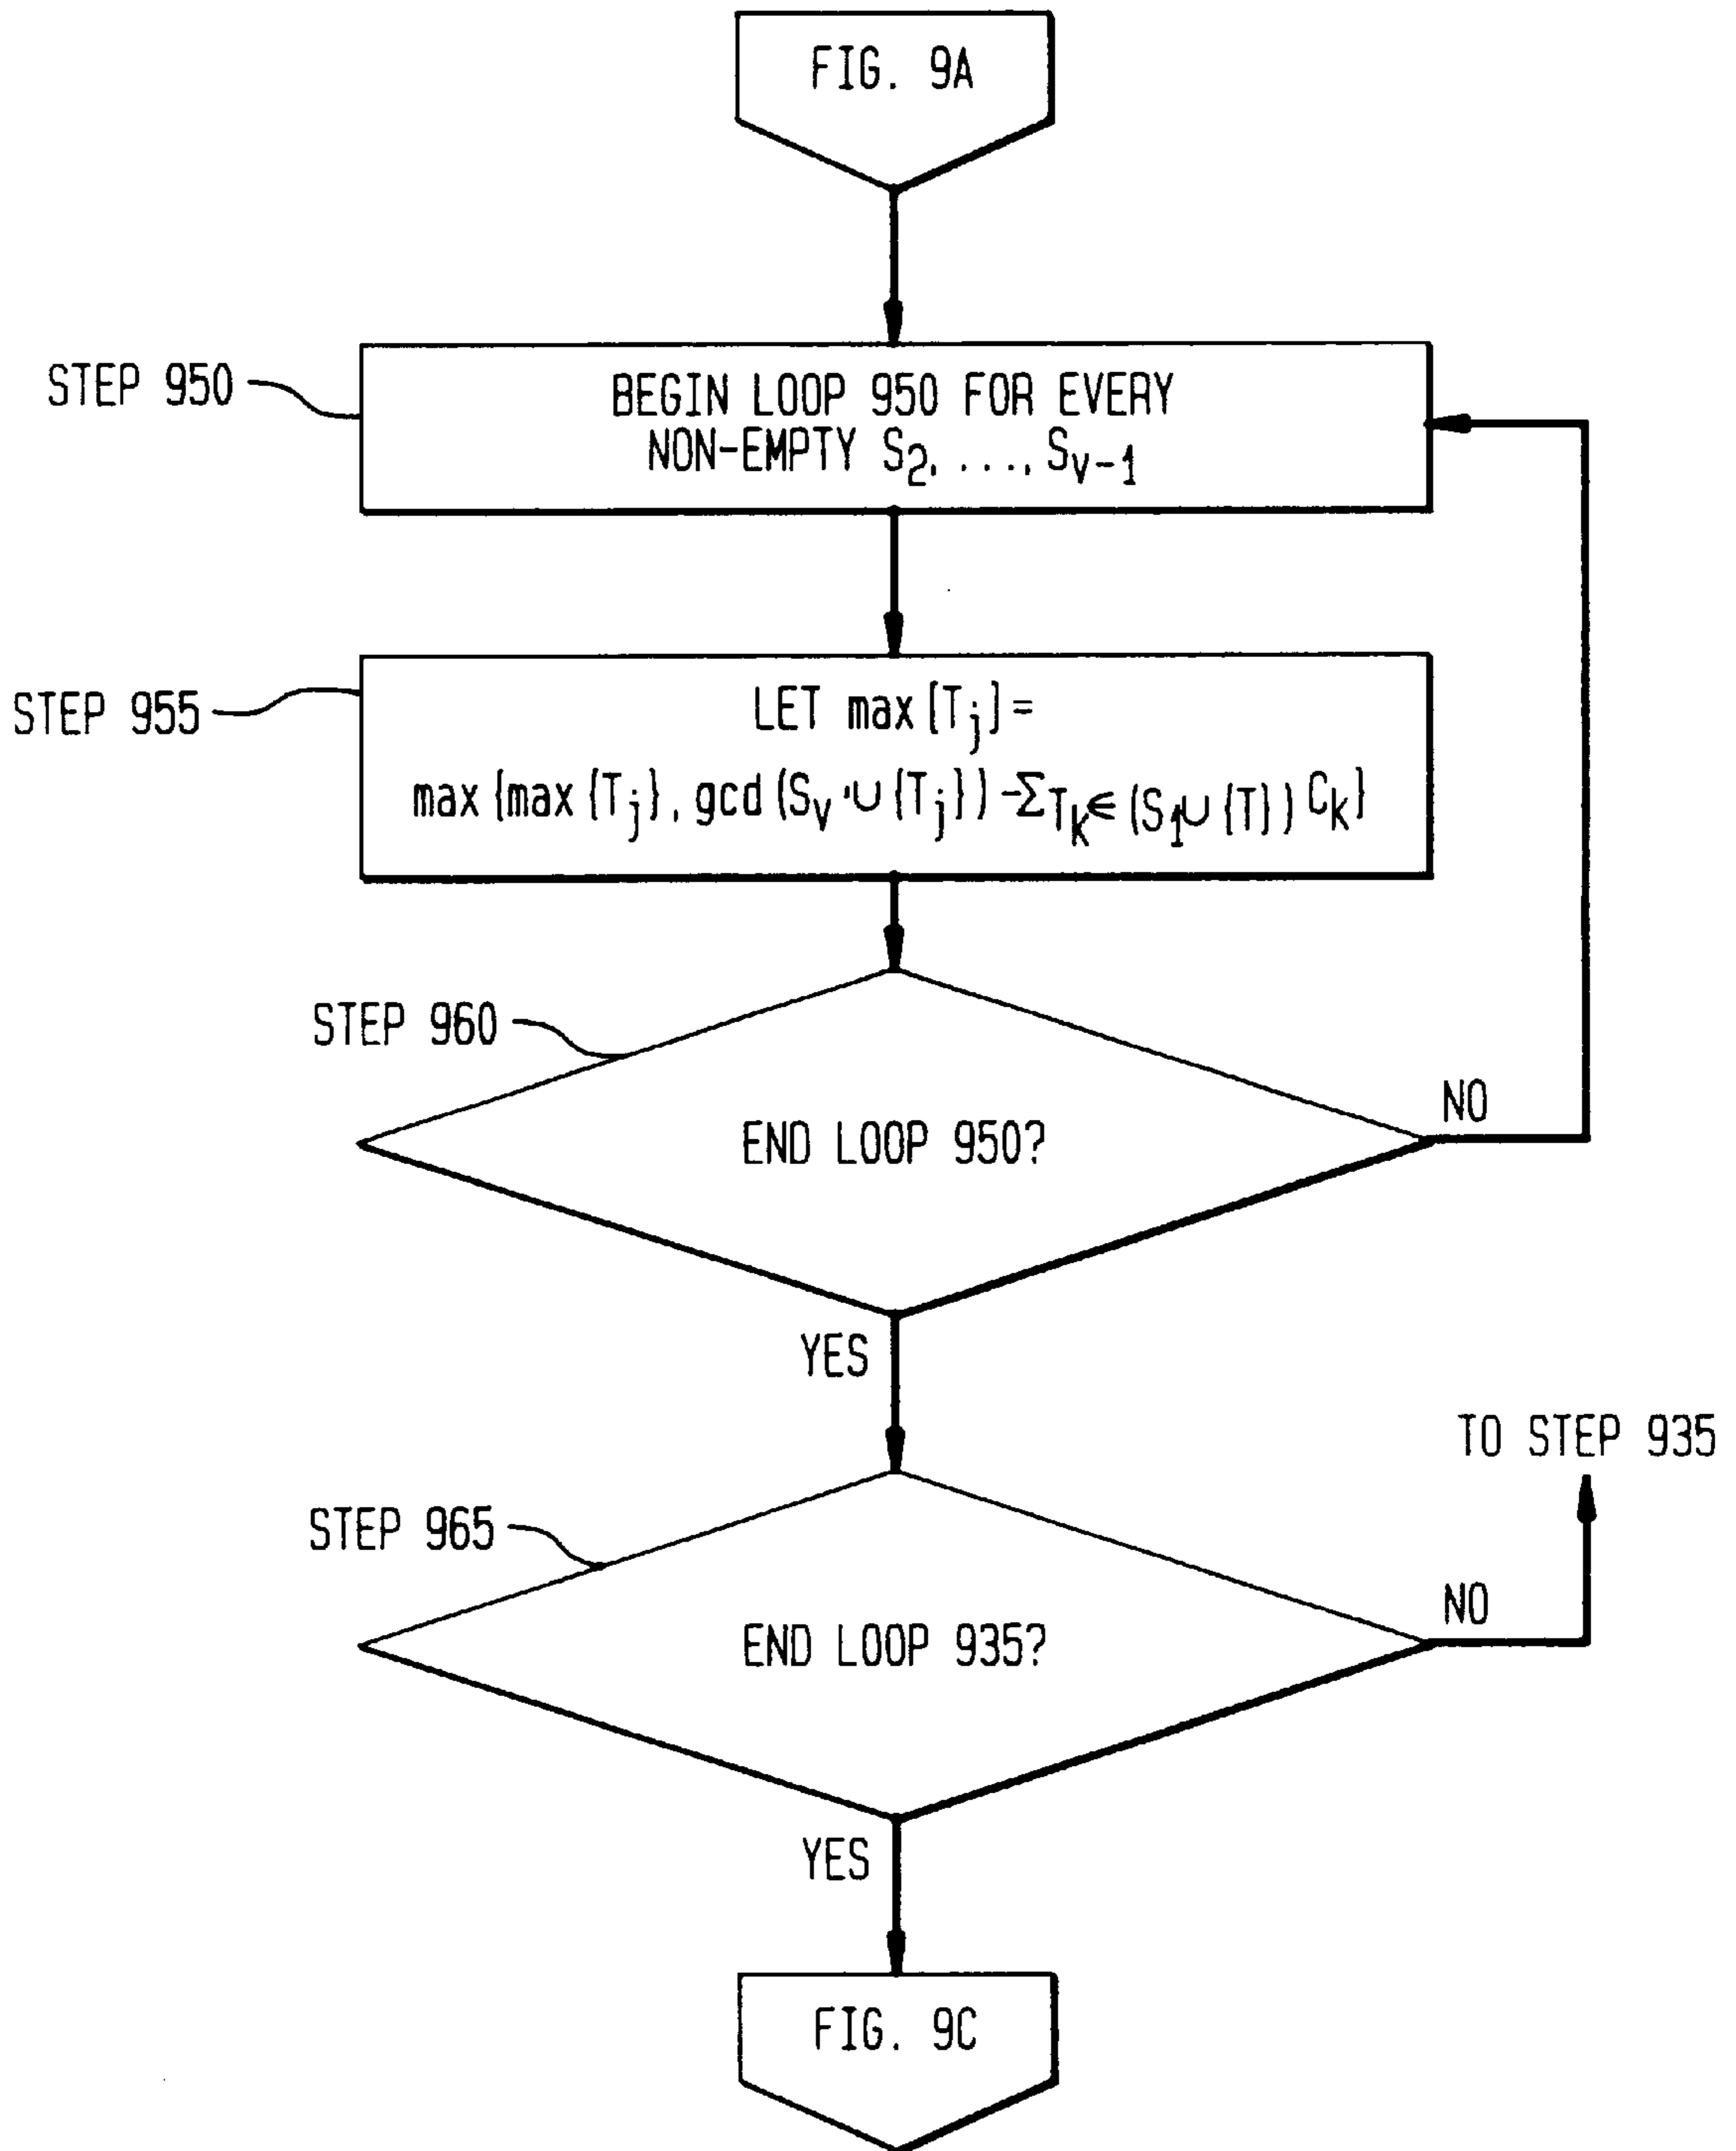 FIG. 9A
STEP 950
BEGIN LOOP 950 FOR EVERY
NON-EMPTY S2, ..., Sv-1
STEP 955
LET max{Tj}=
max{max{Tj}, gcd(Sv'∪{Tj})-ΣTk∈(S1∪{T})Ck}
STEP 960
END LOOP 950?
NO
YES
TO STEP 935
STEP 965
END LOOP 935?
NO
YES
FIG. 9C